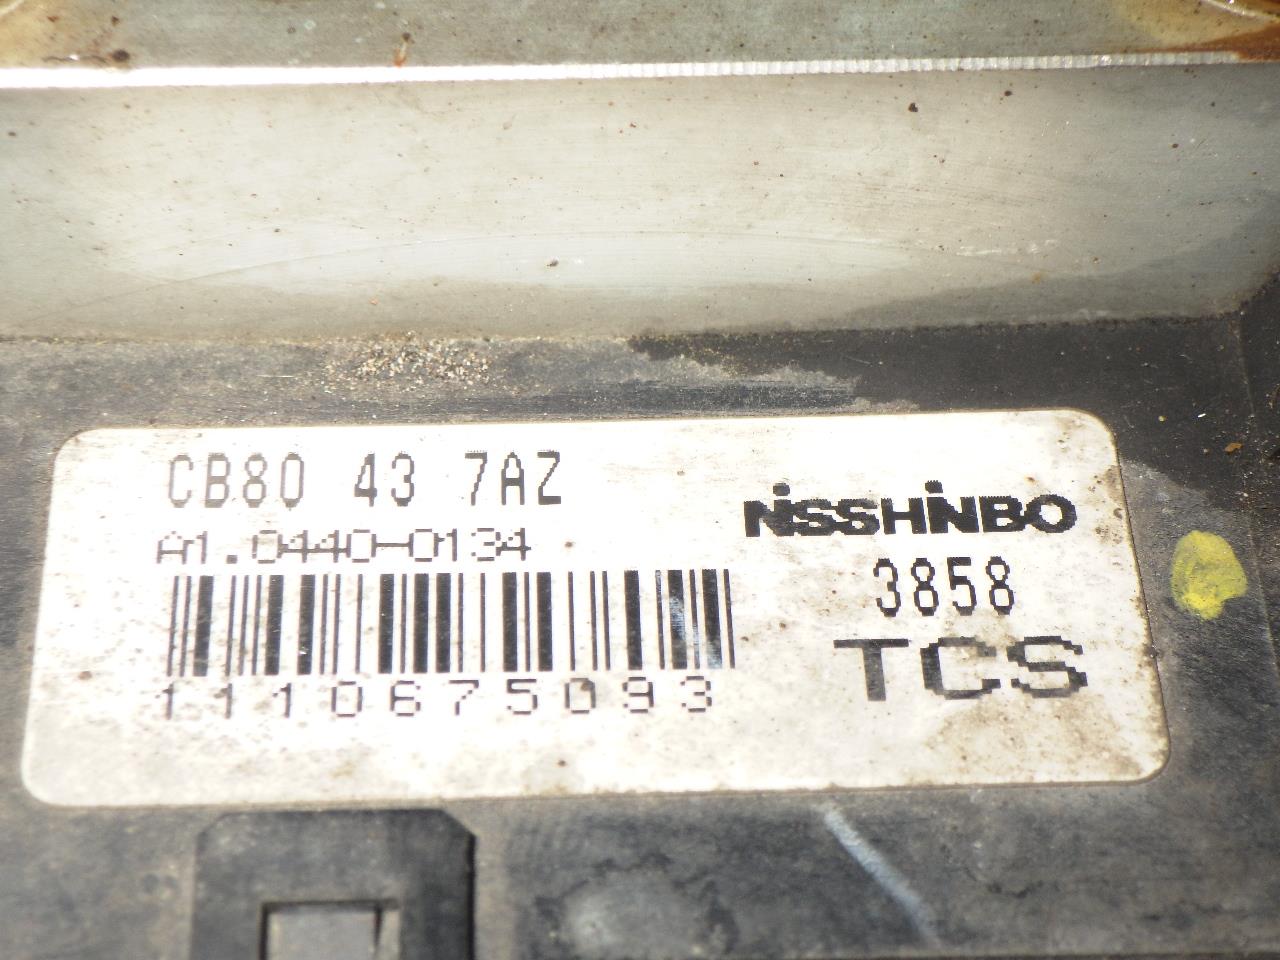 CB80 43 7AZ
A1.0440-0134
1110675093
NISSHINBO
3858
TCS